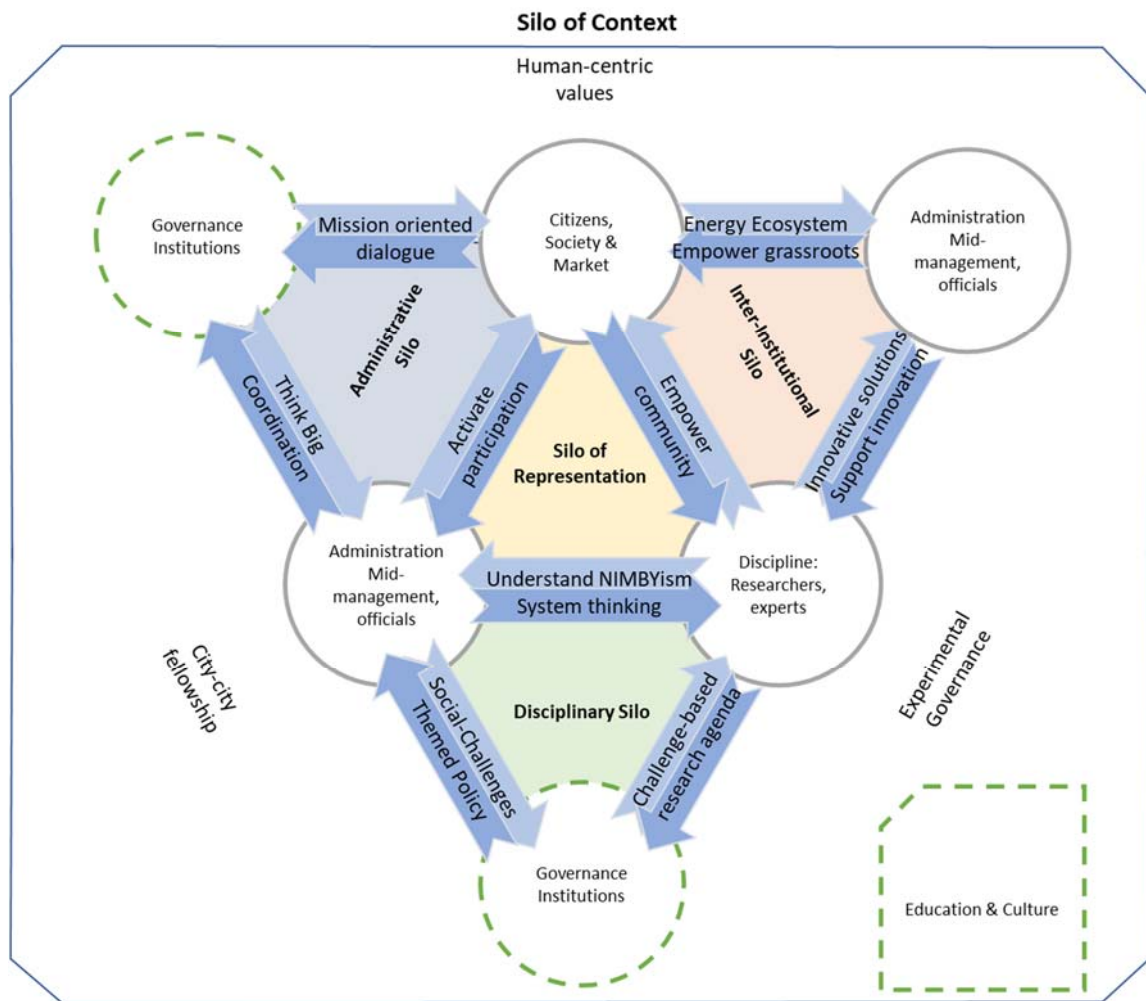 Silo of Context
Human-centric
values
Governance
Institutions
Mission oriented
dialogue
Citizens,
Society &
Market
Energy Ecosystem
Empower grassroots
Administration
Mid-
management,
officials
Administrative
Silo
Inter-Institutional
Silo
Think Big
Coordination
Activate
participation
Silo of
Representation
Empower
community
Innovative solutions
Support innovation
Administration
Mid-
management,
officials
Understand NIMBYism
System thinking
Discipline:
Researchers,
experts
City-city
fellowship
Social-Challenges
Themed Policy
Disciplinary Silo
Challenge-based
research agenda
Experimental
Governance
Governance
Institutions
Education & Culture